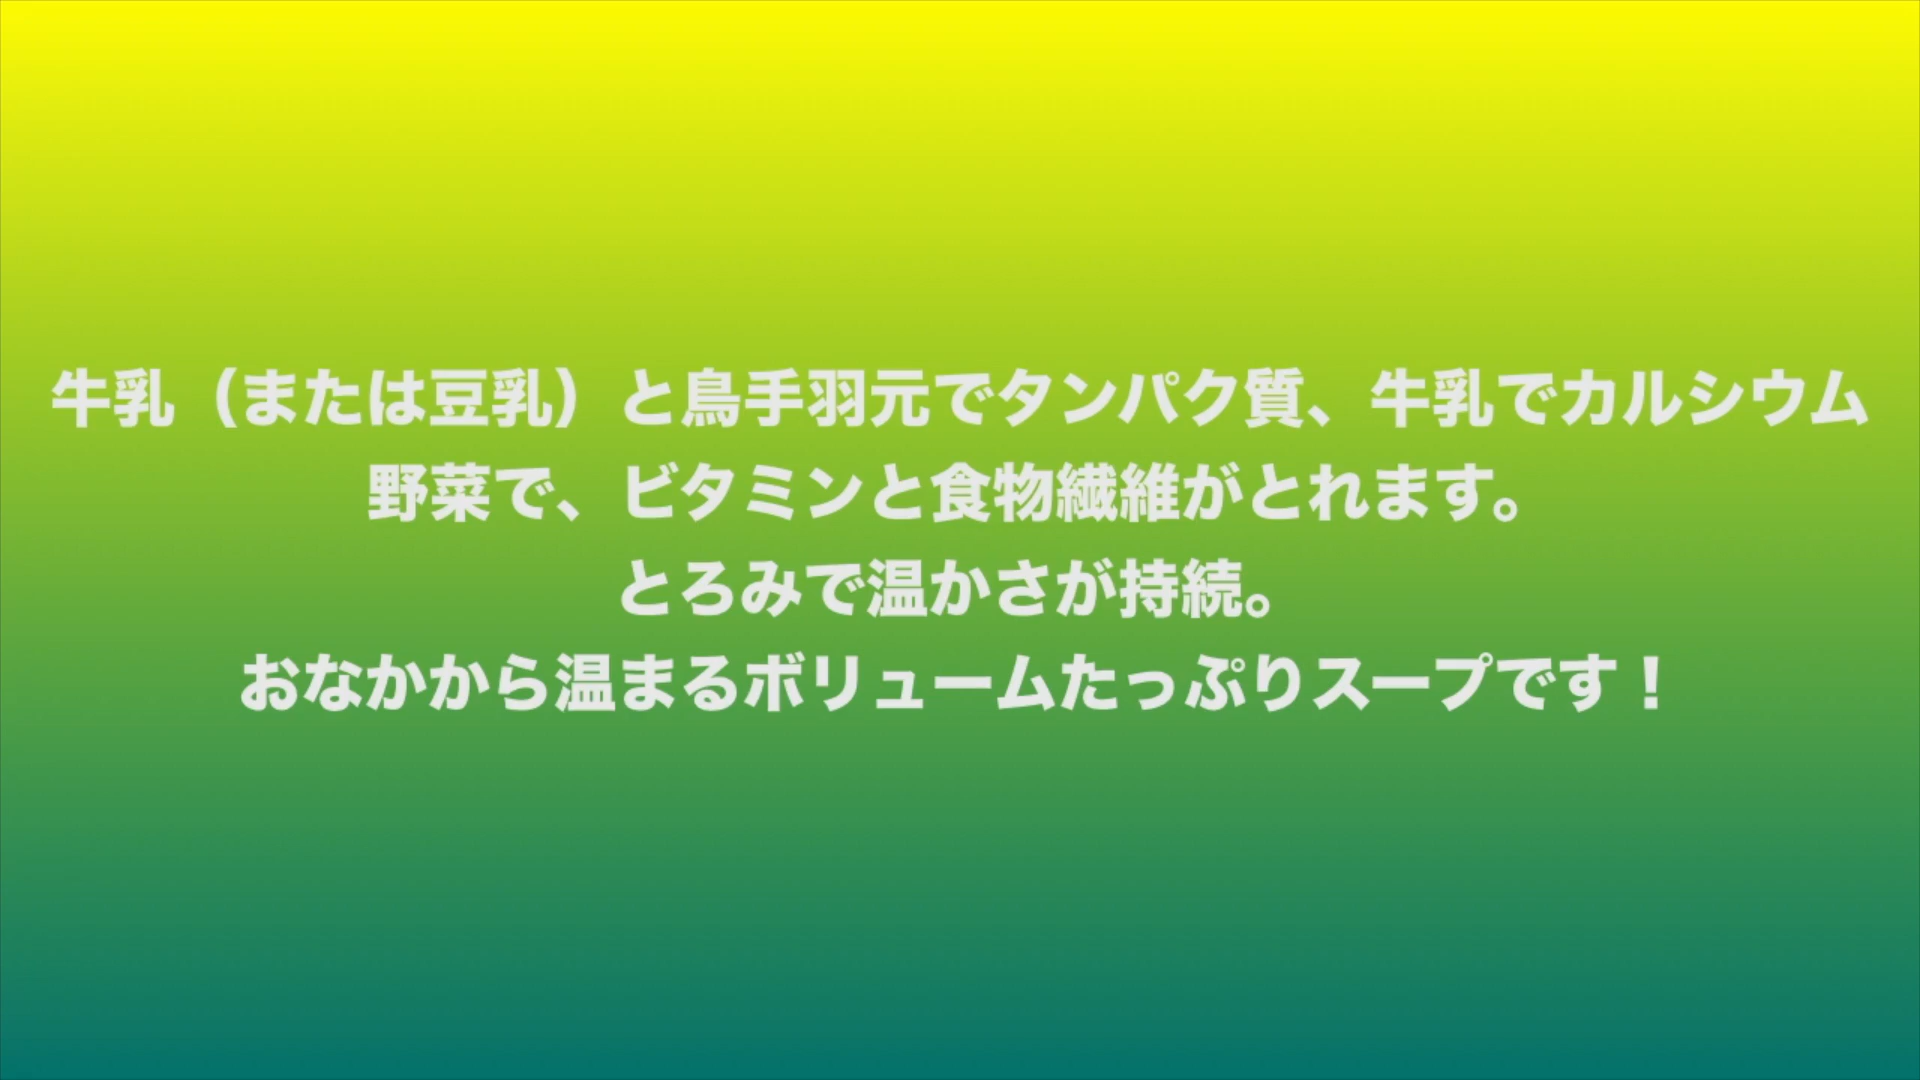 牛乳（または豆乳）と鳥手羽元でタンパク質、牛乳でカルシウム
野菜で、ビタミンと食物繊維がとれます。
とろみで温かさが持続。
おなかから温まるボリュームたっぷりスープです！